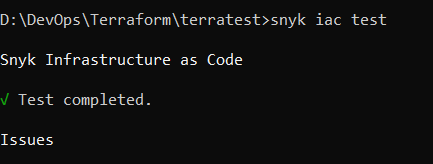 D:\DevOps\Terraform\terratest>snyk iac test
Snyk Infrastructure as Code
√ Test completed.
Issues